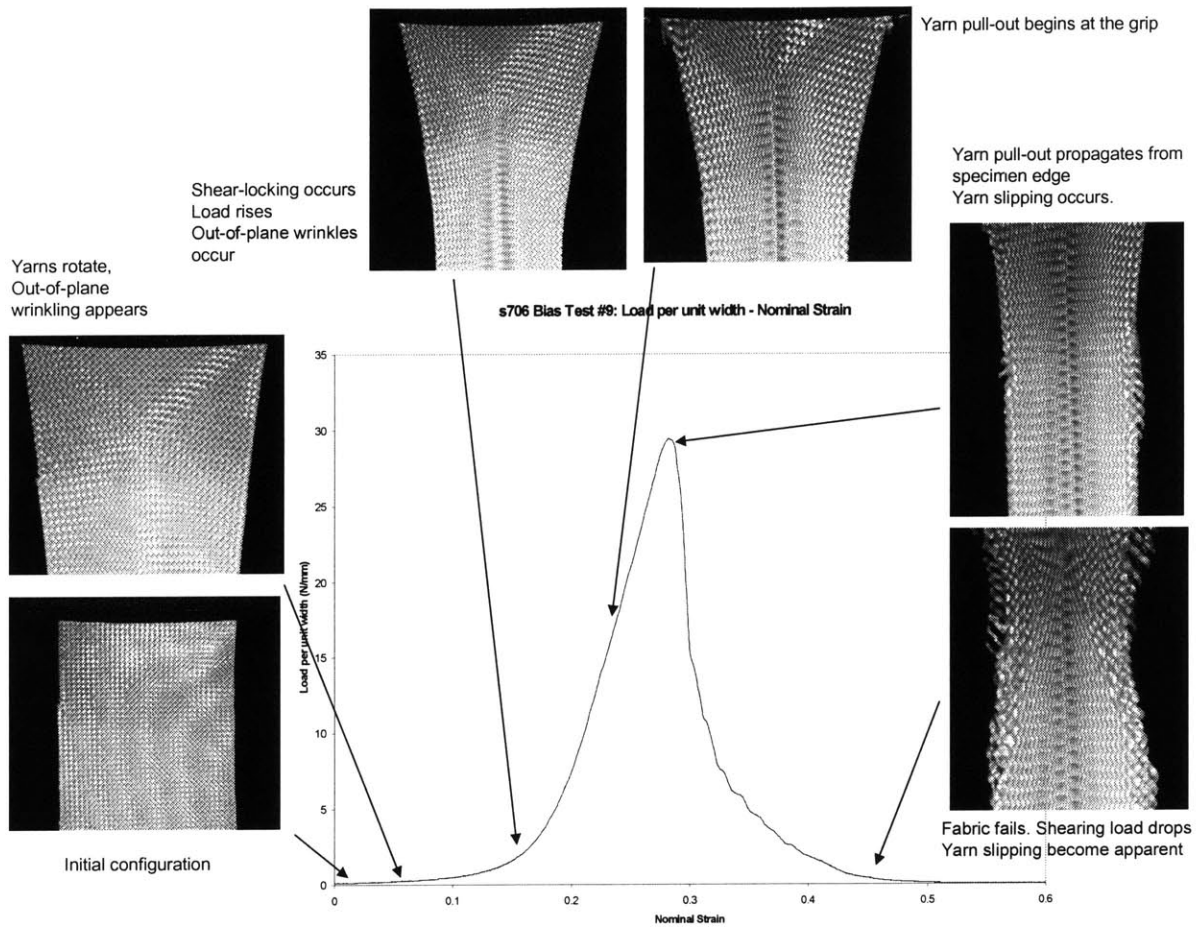 Yarn pull-out begins at the grip
Yarn pull-out propagates from
specimen edge
Yarn slipping occurs.
Shear-locking occurs
Load rises
Out-of-plane wrinkles
occur
Yarns rotate,
Out-of-plane
wrinkling appears
s706 Bias Test #9: Load per unit width - Nominal Strain
35
30
25
20
15
10
5
0
Load per unit width (N/mm)
0
0.1
0.2
0.3
0.4
0.5
0.6
Nominal Strain
Initial configuration
Fabric fails. Shearing load drops
Yarn slipping become apparent